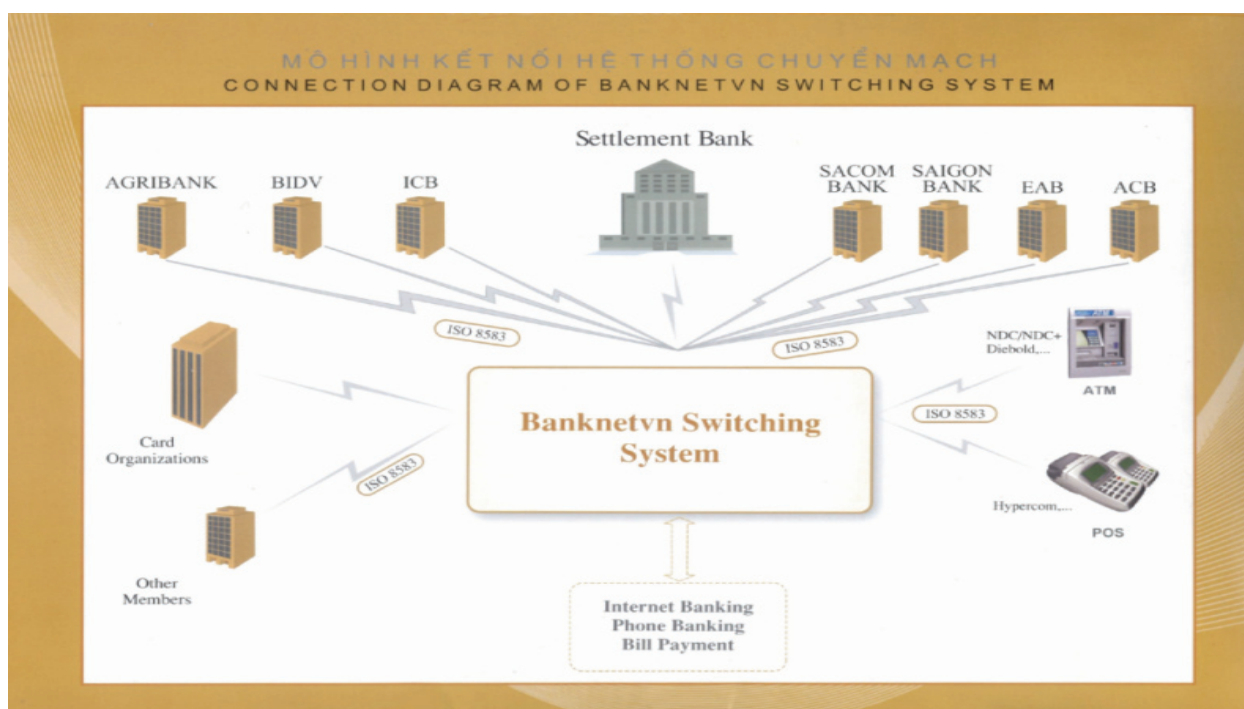 MÔ HÌNH KẾT NỐI HỆ THỐNG CHUYỂN MẠCH
CONNECTION DIAGRAM OF BANKNETVN SWITCHING SYSTEM
Settlement Bank
AGRIBANK
BIDV
ICB
SACOM
BANK
SAIGON
BANK
EAB
ACB
ISO 8583
ISO 8583
NDC/NDC+
Diebold,...
ATM
ATM
Card
Organizations
Banknetvn Switching
System
ISO 8583
ISO 8583
Hypercom,...
POS
Other
Members
Internet Banking
Phone Banking
Bill Payment